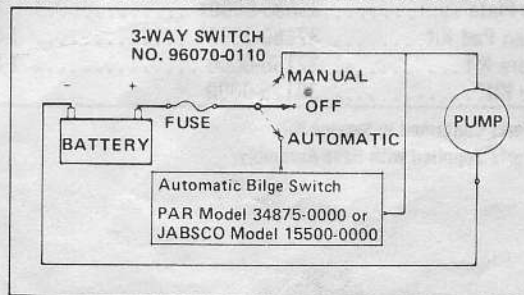 3-WAY SWITCH
NO. 96070-0110
MANUAL
OFF
AUTOMATIC
- +
BATTERY
FUSE
PUMP
Automatic Bilge Switch
PAR Model 34875-0000 or
JABSCO Model 15500-0000